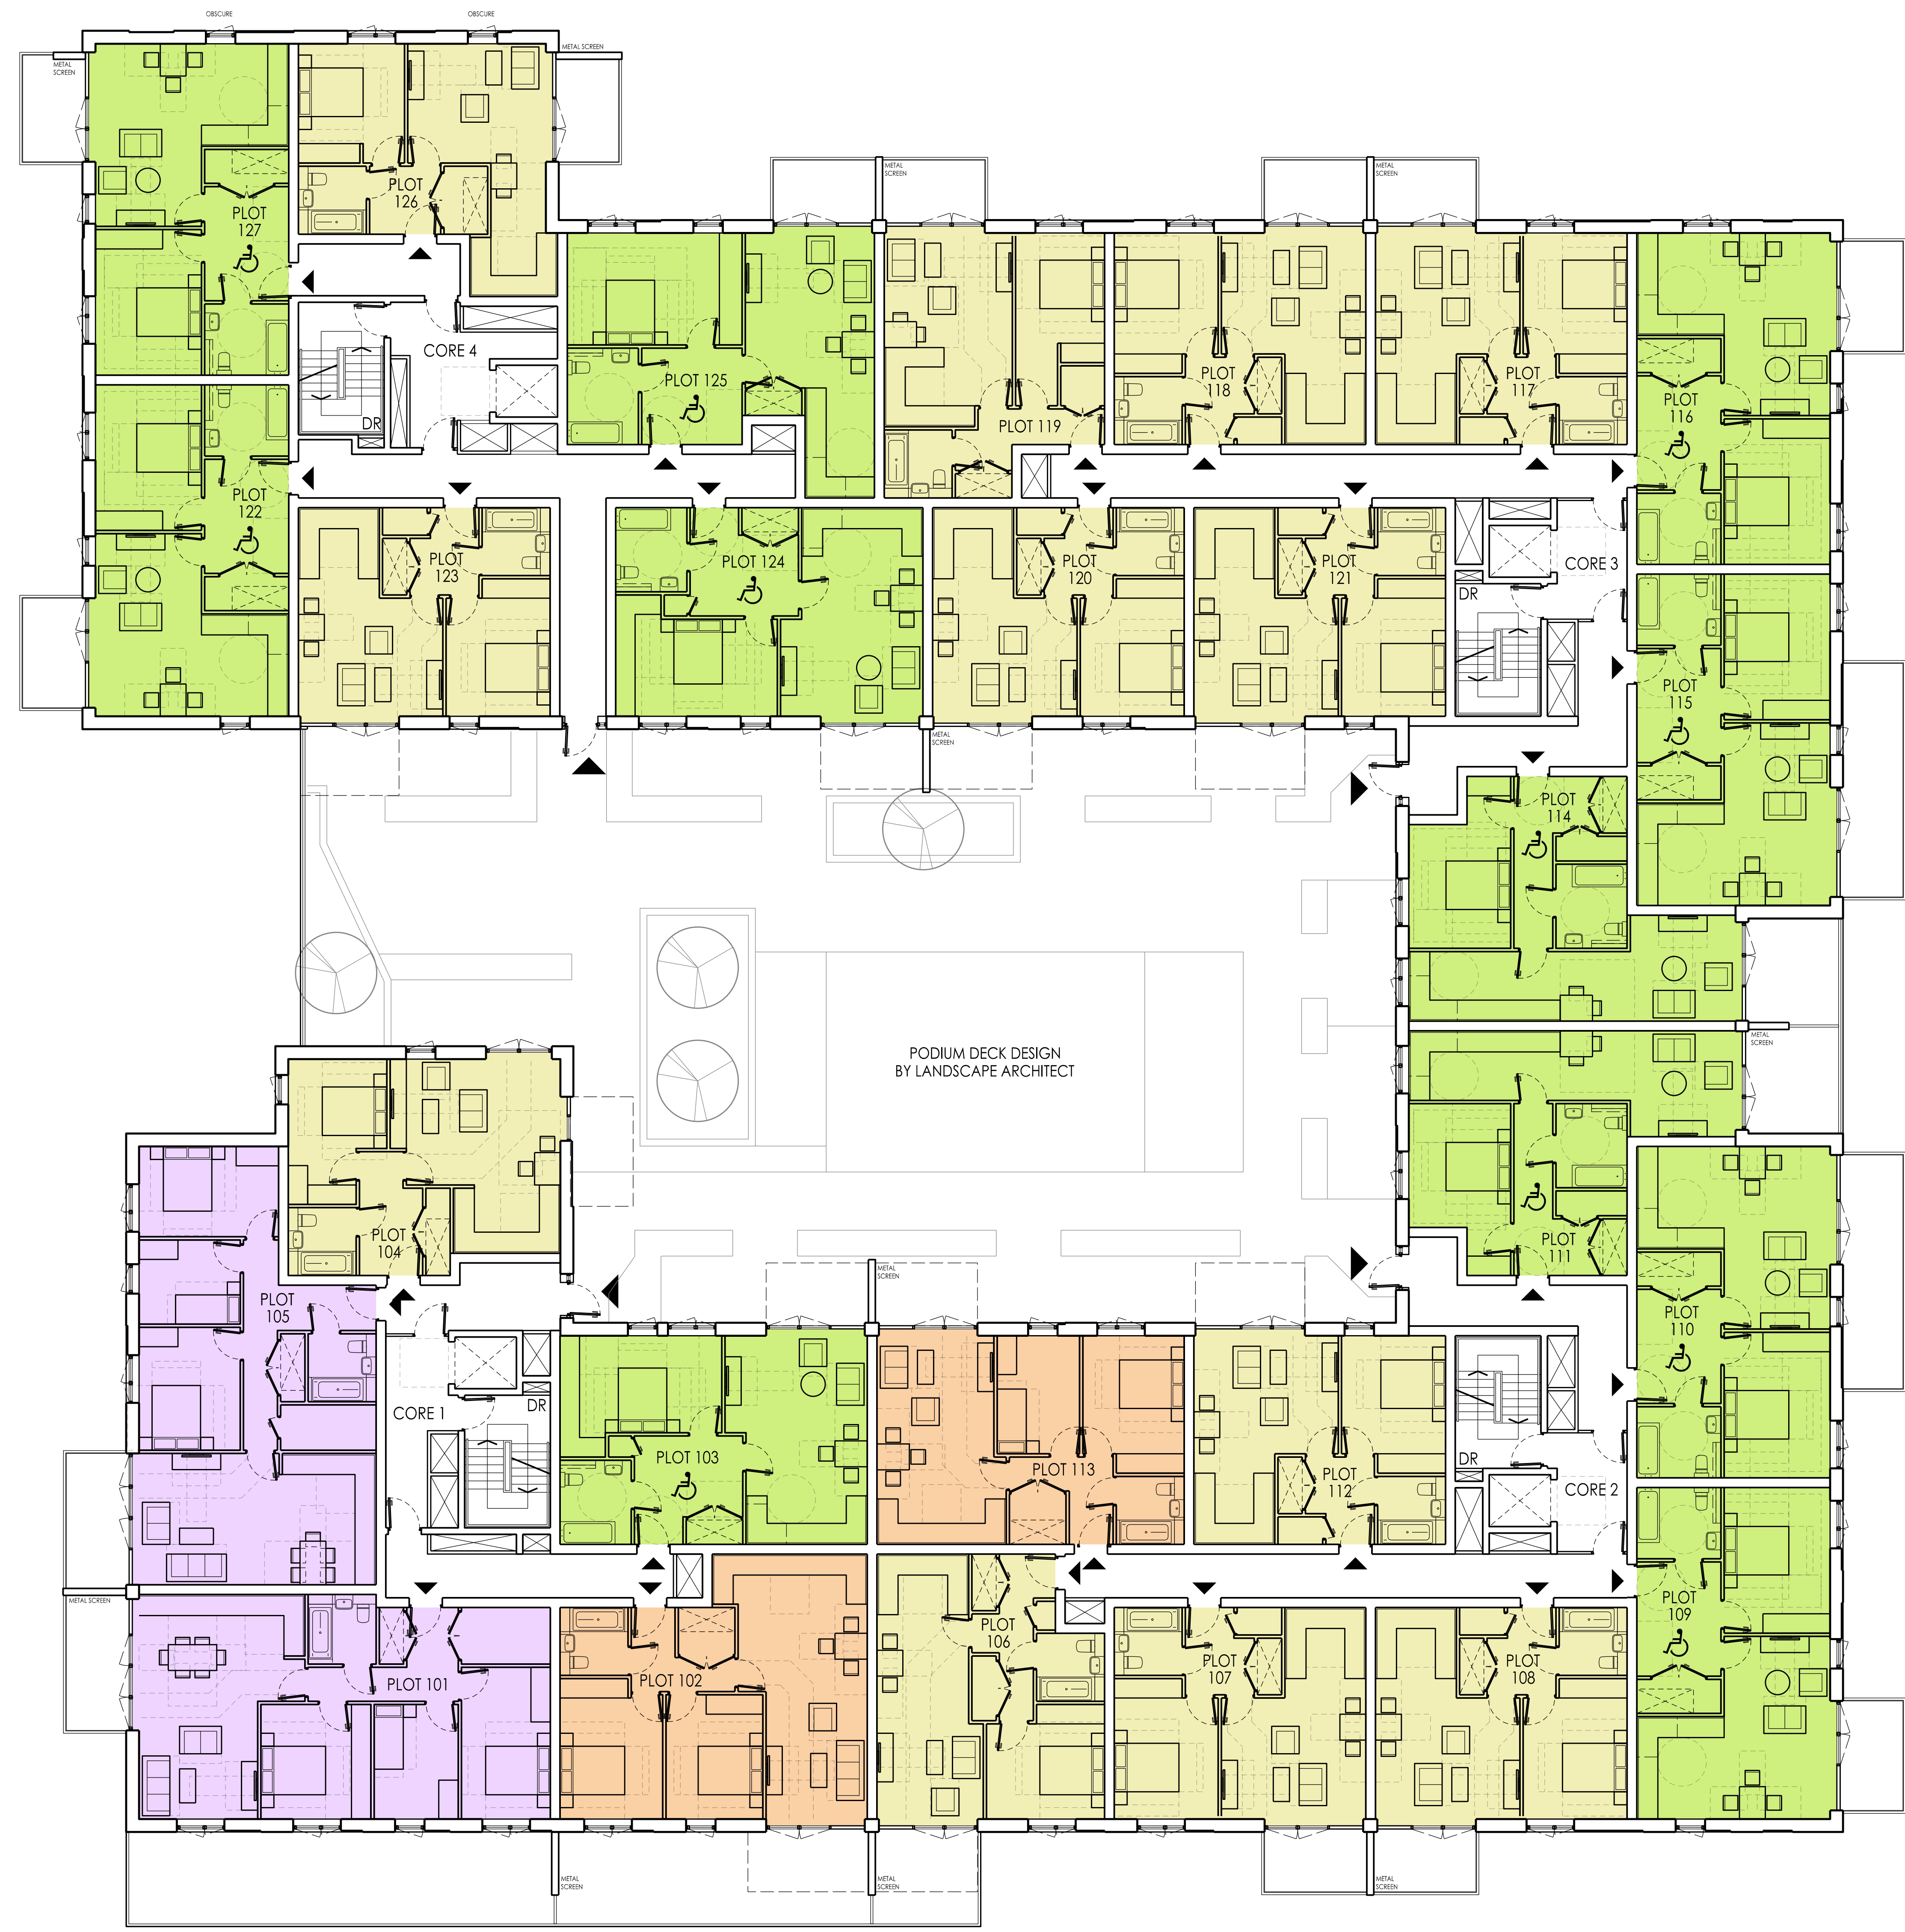 OBSCURE
OBSCURE
METAL SCREEN
METAL
SCREEN
PLOT
126
PLOT
127
METAL
SCREEN
METAL
SCREEN
CORE 4
DR
PLOT 125
PLOT 119
PLOT
118
PLOT
117
PLOT
116
PLOT
122
PLOT
123
PLOT 124
PLOT
120
PLOT
121
CORE 3
DR
PLOT
115
METAL
SCREEN
PLOT
114
PODIUM DECK DESIGN
BY LANDSCAPE ARCHITECT
METAL
SCREEN
PLOT
104
PLOT
111
METAL
SCREEN
PLOT
105
PLOT
110
CORE 1
DR
PLOT 103
PLOT 113
PLOT
112
DR
CORE 2
METAL SCREEN
PLOT 101
PLOT 102
PLOT
106
PLOT
107
PLOT
108
PLOT
109
METAL
SCREEN
METAL
SCREEN
METAL
SCREEN